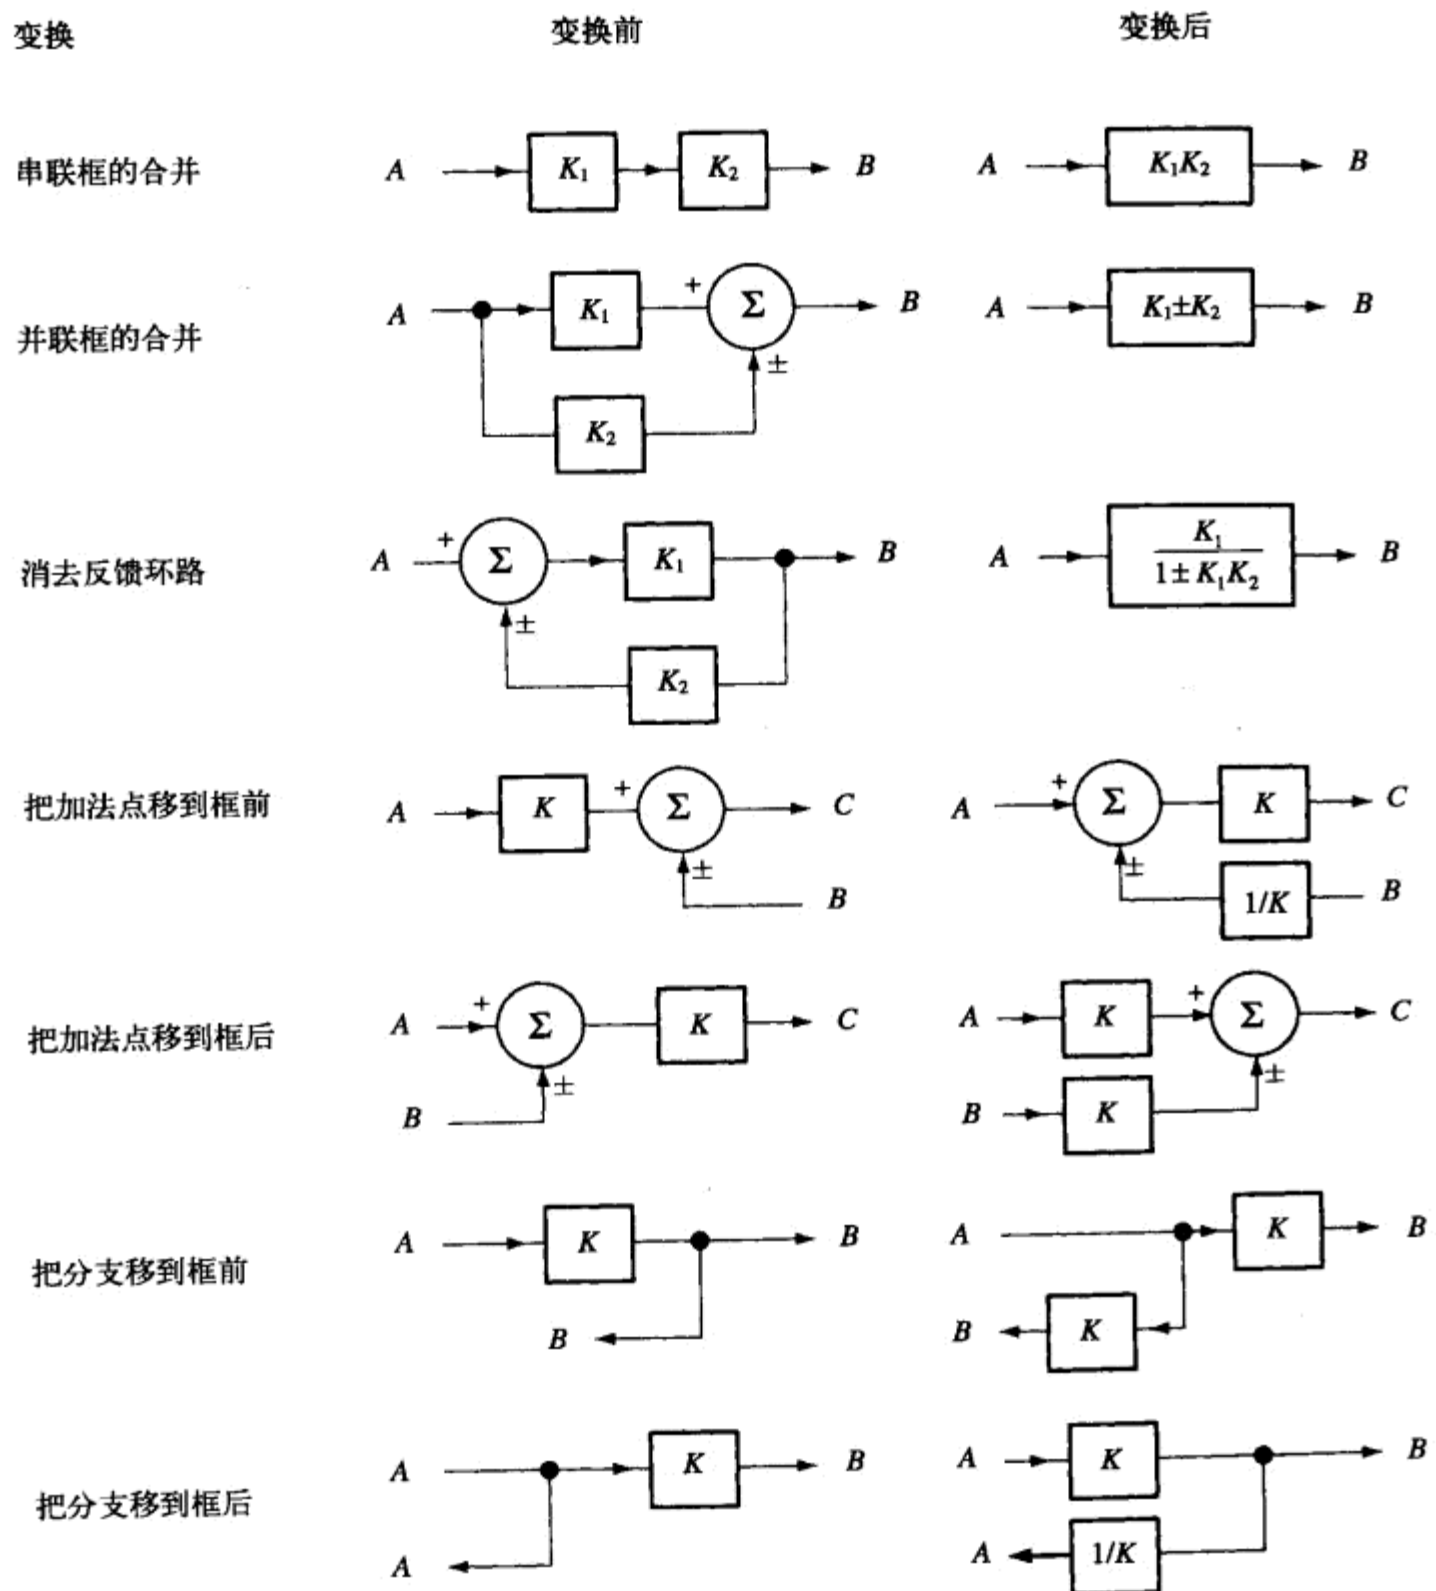 变换 变换前 变换后
串联框的合并 A K₁ K₂ B A K₁K₂ B
并联框的合并 A K₁ + Σ B ± K₂ A K₁±K₂ B
消去反馈环路 A + Σ K₁ B ± K₂ A K₁ / 1±K₁K₂ B
把加法点移到框前 A K + Σ C ± B A + Σ K C ± 1/K B
把加法点移到框后 A + Σ K C ± B A K + Σ C ± B K
把分支移到框前 A K B B A K B B K
把分支移到框后 A K B A A K B A 1/K